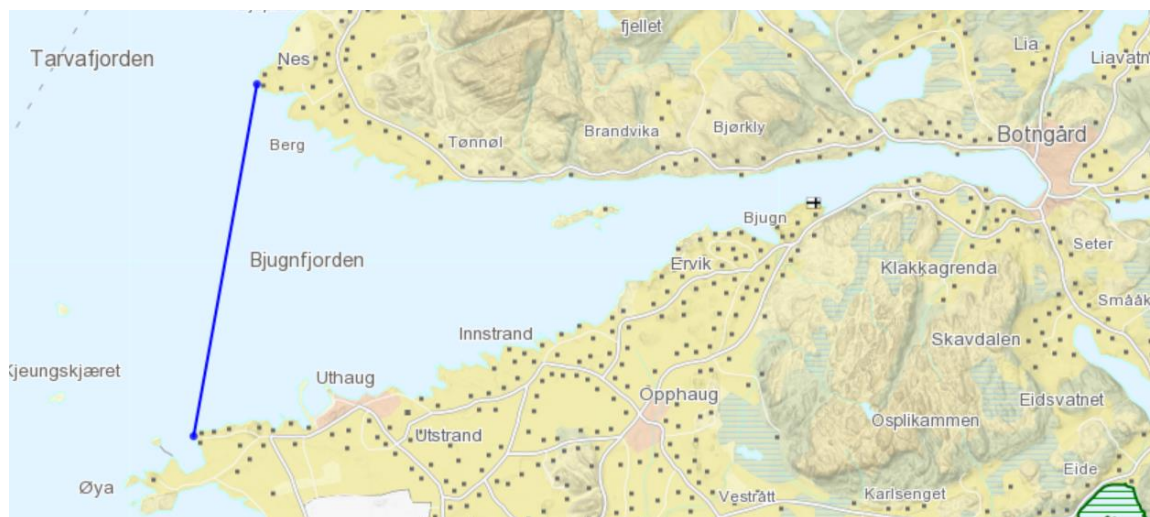 fjellet
Lia
Liavatn
Tarvafjorden
Nes
Berg
Tønnøl
Brandvika
Bjørkly
Botngård
Bjugn
Seter
Bjugnfjorden
Ervik
Klakkagrenda
Smååk
Innstrand
Skavdalen
Kjeungskjæret
Uthaug
Opphaug
Eidsvatnet
Osplikammen
Utstrand
Eide
Øya
Vestrått
Karlsenget